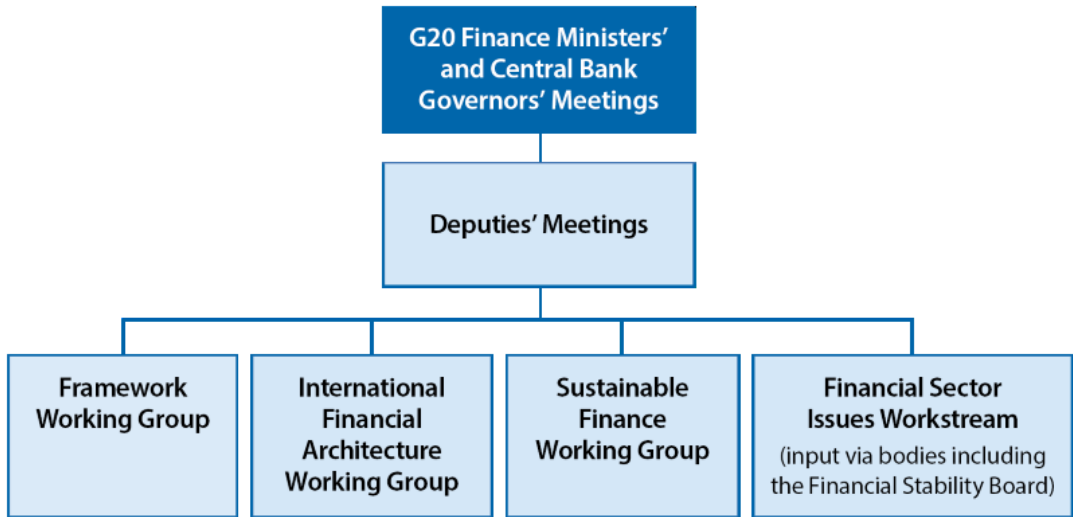 G20 Finance Ministers’
and Central Bank
Governors’ Meetings
Deputies’ Meetings
Framework
Working Group
International
Financial
Architecture
Working Group
Sustainable
Finance
Working Group
Financial Sector
Issues Workstream
(input via bodies including
the Financial Stability Board)